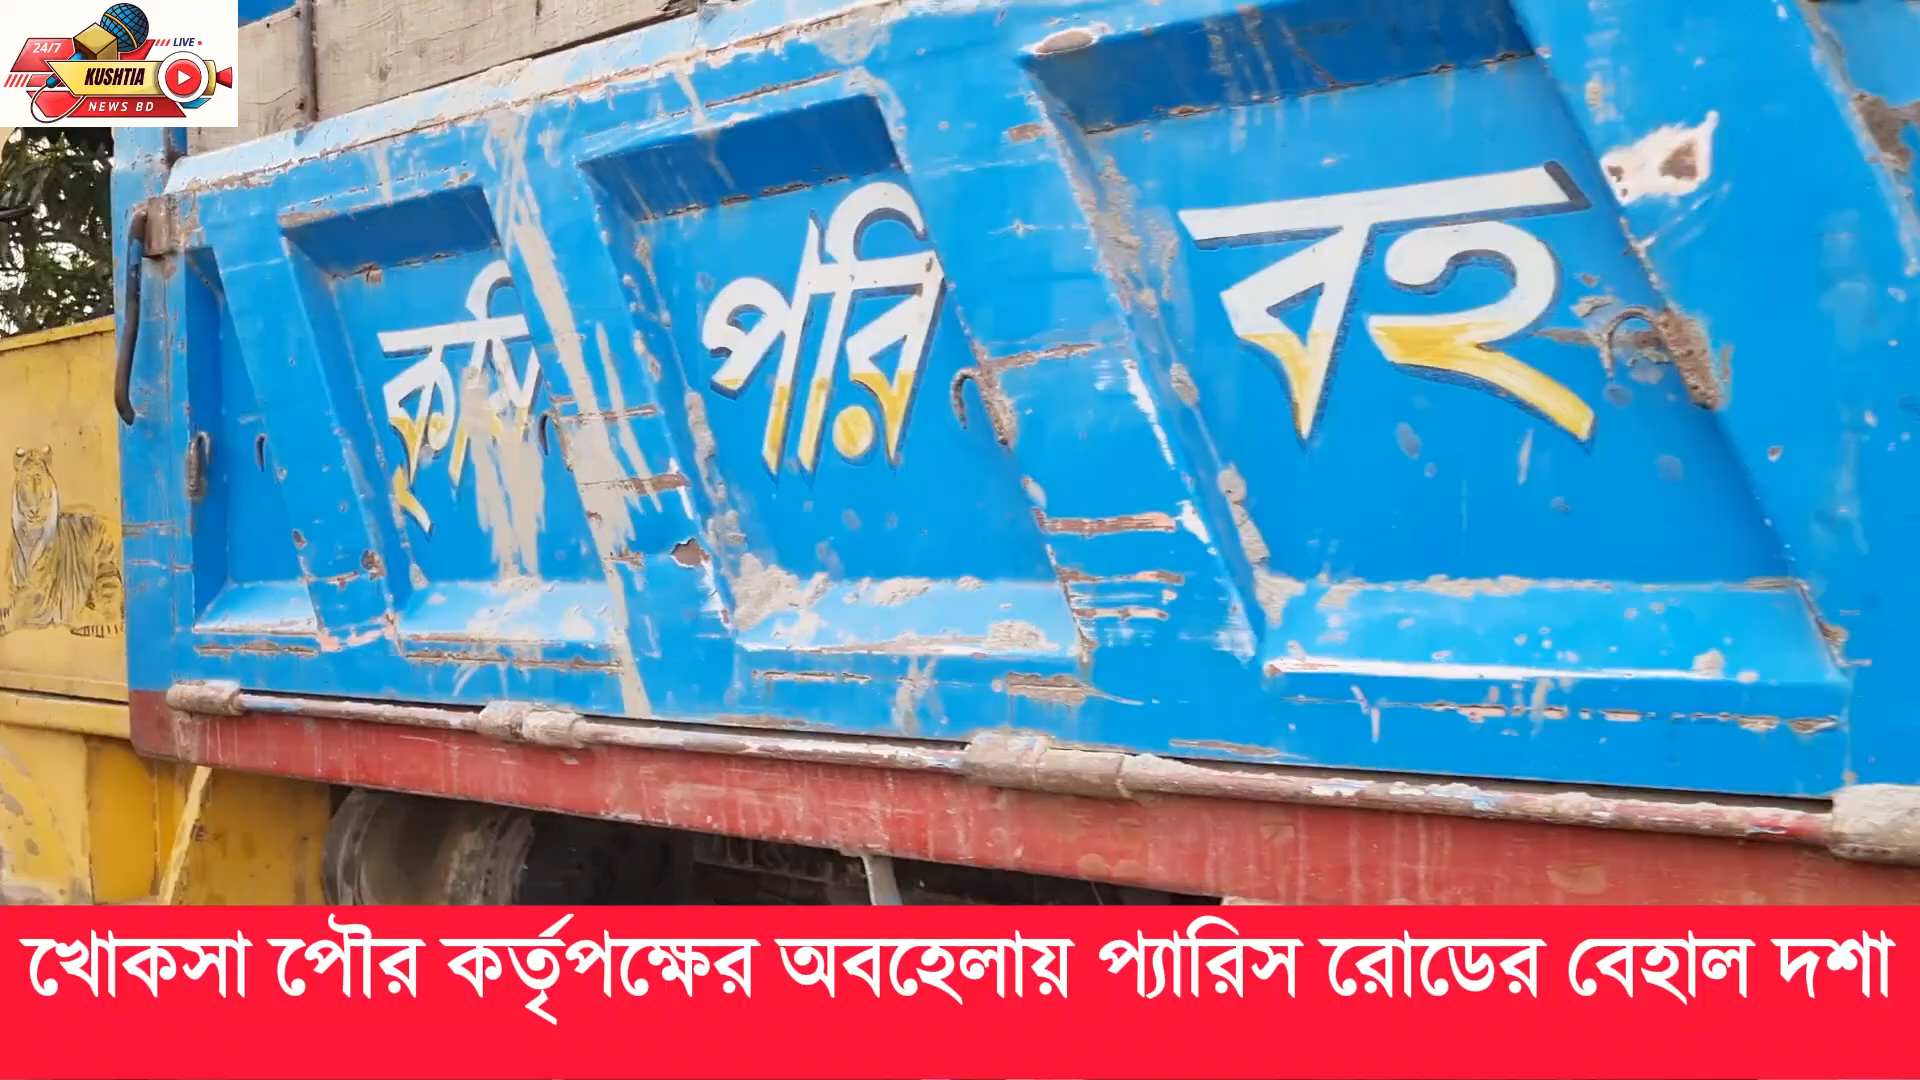 24/7
LIVE
KUSHTIA
NEWS BD
কৃষি পরিবহ
খোকসা পৌর কর্তৃপক্ষের অবহেলায় প্যারিস রোডের বেহাল দশা